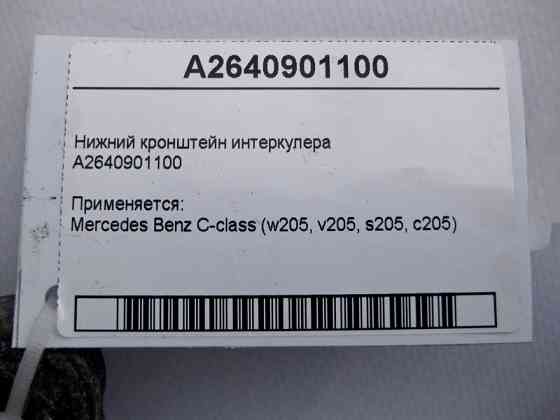 A2640901100
Нижний кронштейн интеркулера
A2640901100
Применяется:
Mercedes Benz C-class (w205, v205, s205, c205)